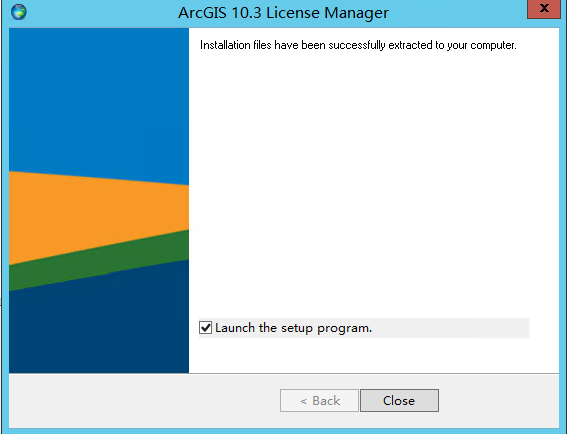 ArcGIS 10.3 License Manager
x
Installation files have been successfully extracted to your computer.
Launch the setup program.
< Back
Close